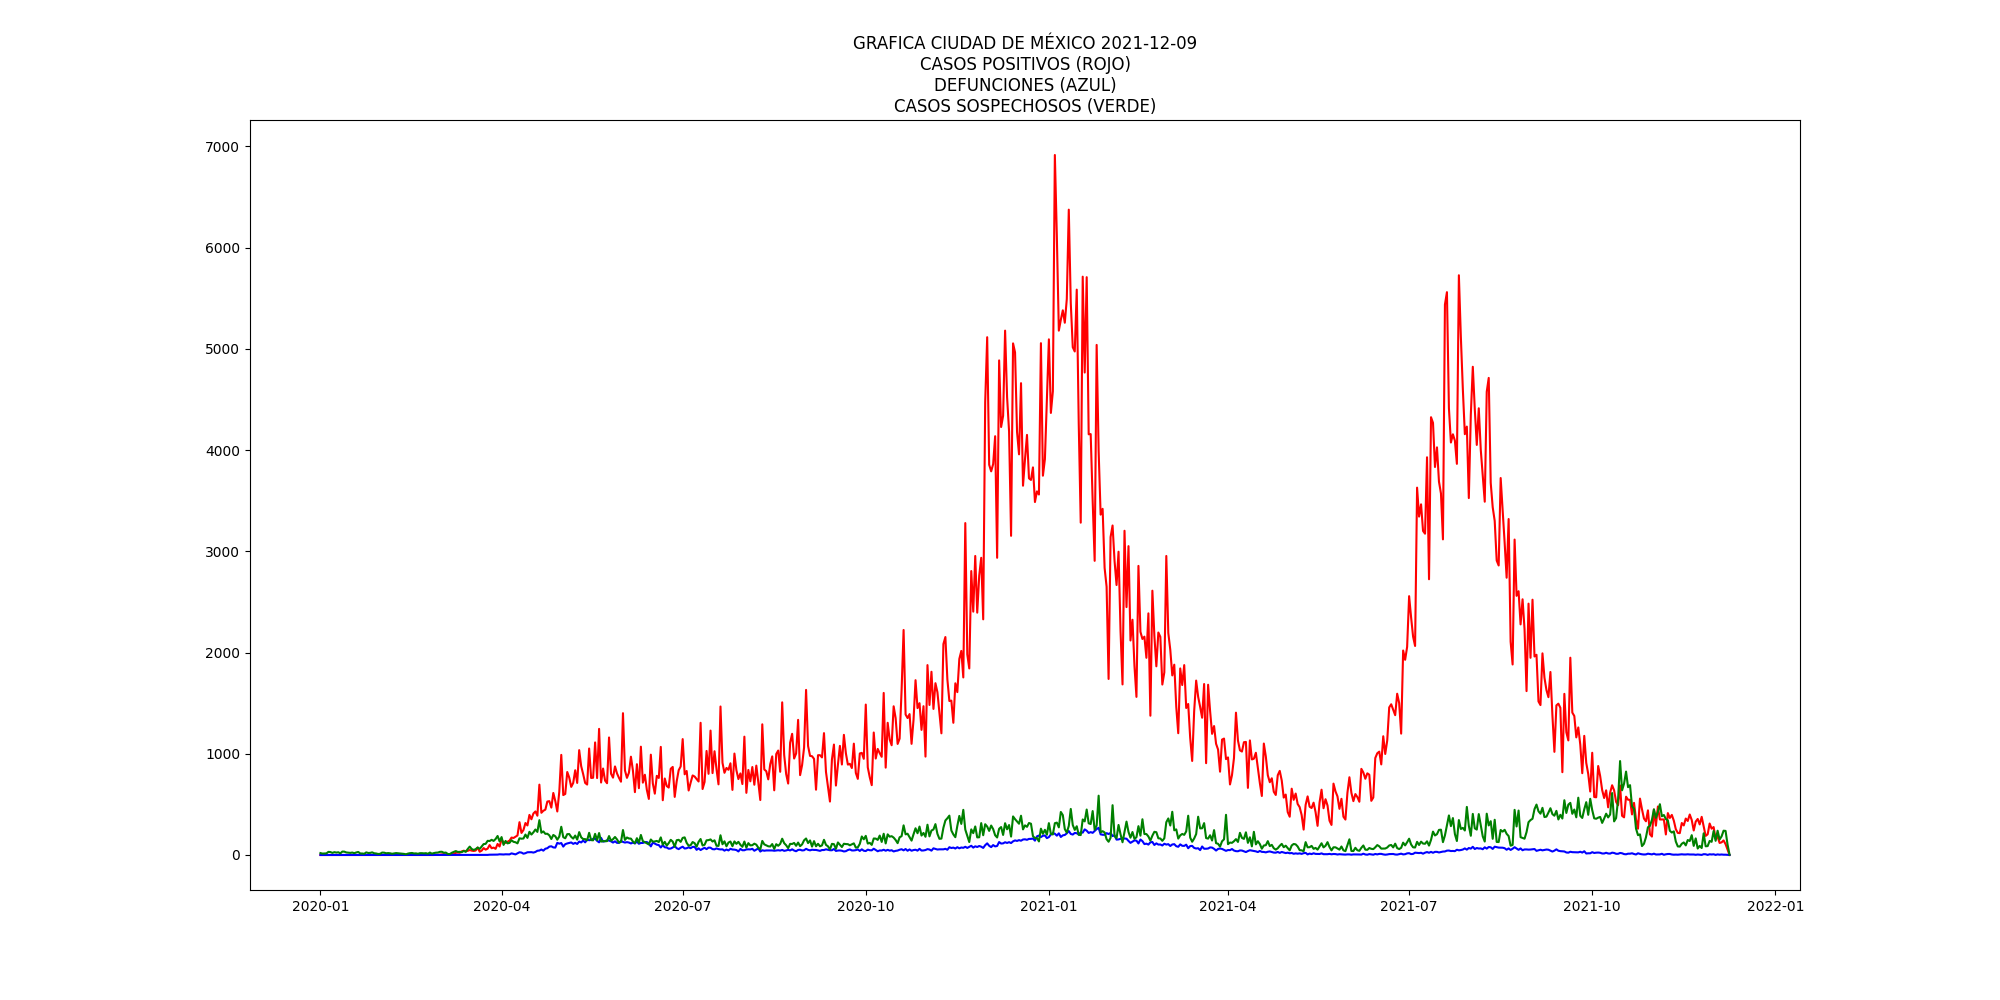 GRAFICA CIUDAD DE MÉXICO 2021-12-09
CASOS POSITIVOS (ROJO)
DEFUNCIONES (AZUL)
CASOS SOSPECHOSOS (VERDE)
7000
6000
5000
4000
3000
2000
1000
0
2020-01 2020-04 2020-07 2020-10 2021-01 2021-04 2021-07 2021-10 2022-01